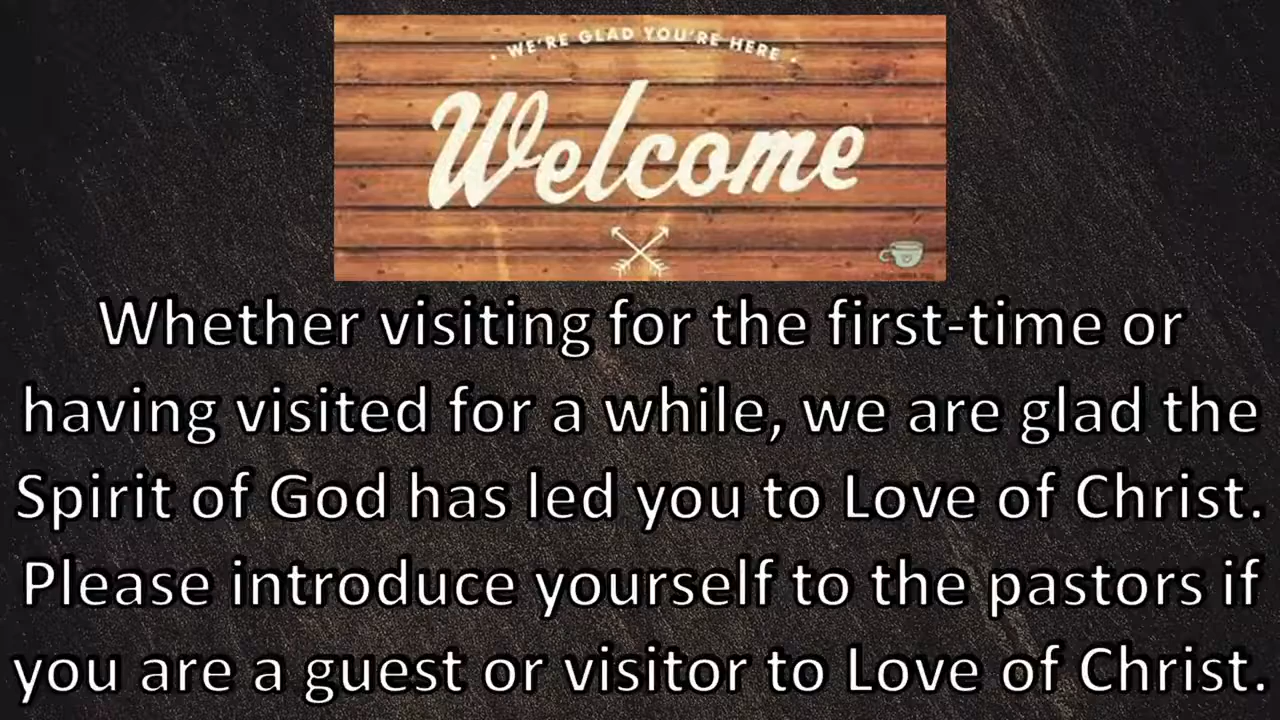 • WE'RE GLAD YOU'RE HERE •
Welcome
Whether visiting for the first-time or
having visited for a while, we are glad the
Spirit of God has led you to Love of Christ.
Please introduce yourself to the pastors if
you are a guest or visitor to Love of Christ.